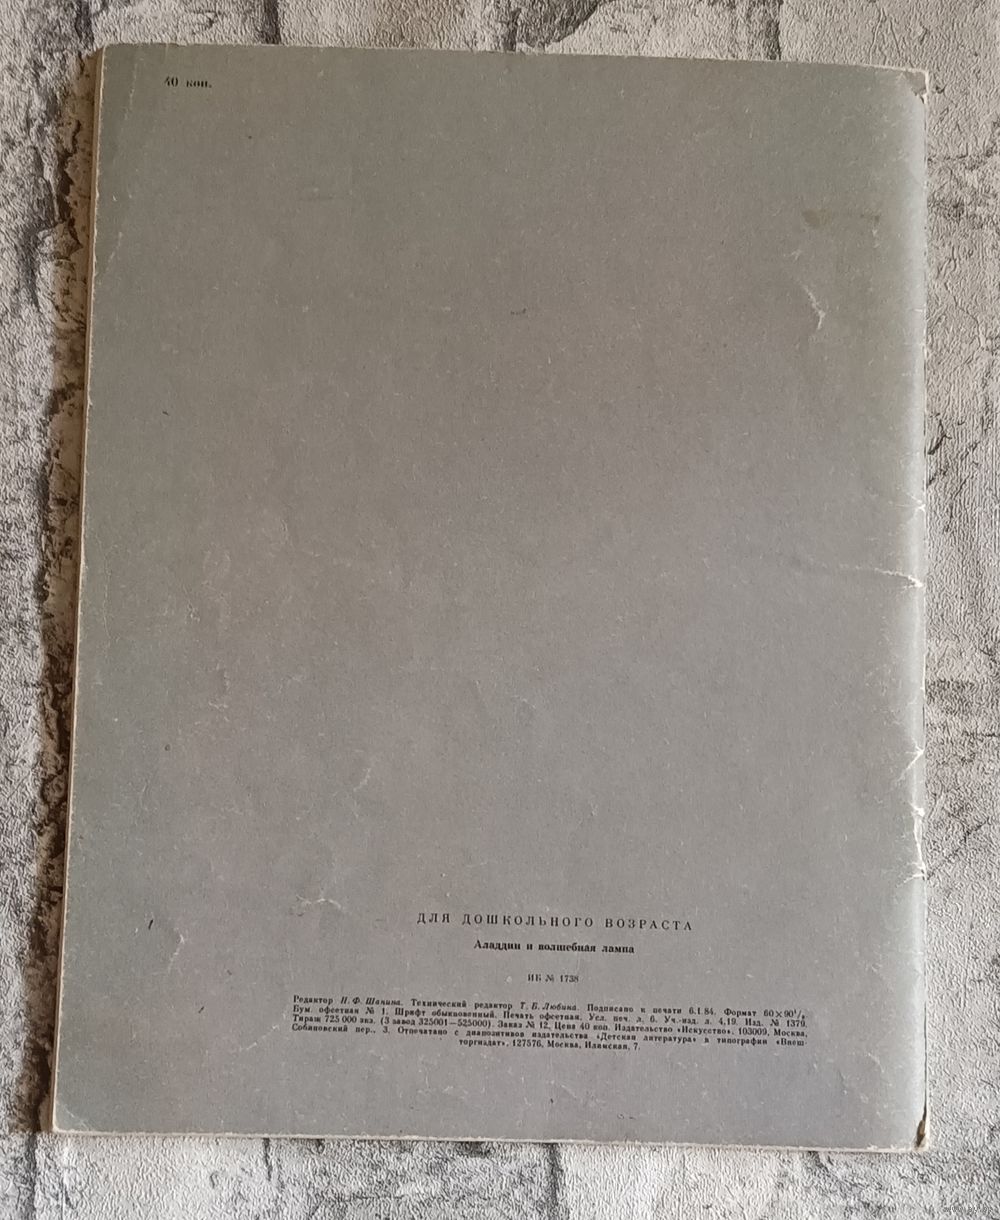 40 коп.
ДЛЯ ДОШКОЛЬНОГО ВОЗРАСТА
Аладдин и волшебная лампа
ИБ № 1738
Редактор Н. Ф. Шанина. Технический редактор Т. Б. Любина. Подписано к печати 6.1.84. Формат 60×90¹/₈
Бум. офсетная № 1. Шрифт обыкновенный. Печать офсетная. Усл. печ. л. 6. Уч.-изд. л. 4,19. Изд. № 1379.
Тираж 725 000 экз. (3 завод 325001—525000). Заказ № 12. Цена 40 коп. Издательство «Искусство», 103009, Москва,
Собиновский пер., 3. Отпечатано с диапозитивов издательства «Детская литература» в типографии «Внеш-
торгиздат», 127576, Москва, Илимская, 7.